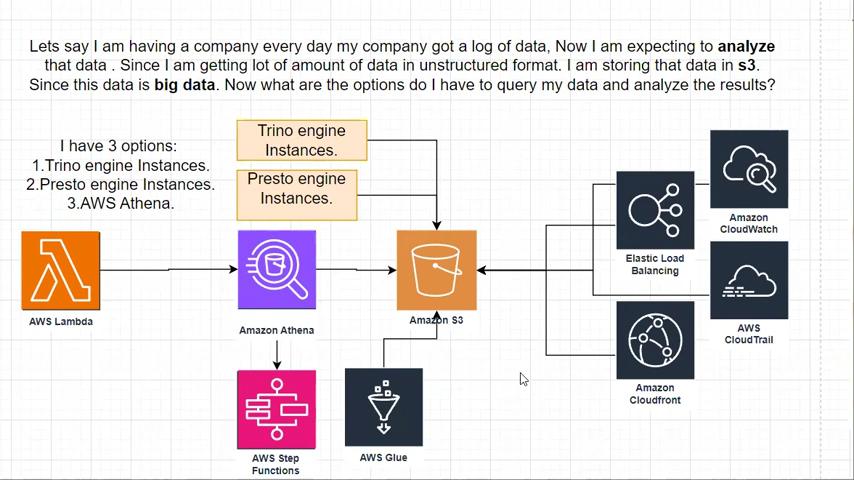 Lets say I am having a company every day my company got a log of data, Now I am expecting to analyze
that data . Since I am getting lot of amount of data in unstructured format. I am storing that data in s3.
Since this data is big data. Now what are the options do I have to query my data and analyze the results?
I have 3 options:
1.Trino engine Instances.
2.Presto engine Instances.
3.AWS Athena.
Trino engine
Instances.
Presto engine
Instances.
AWS Lambda
Amazon Athena
Amazon S3
Elastic Load
Balancing
Amazon
CloudWatch
AWS
CloudTrail
Amazon
Cloudfront
AWS Step
Functions
AWS Glue